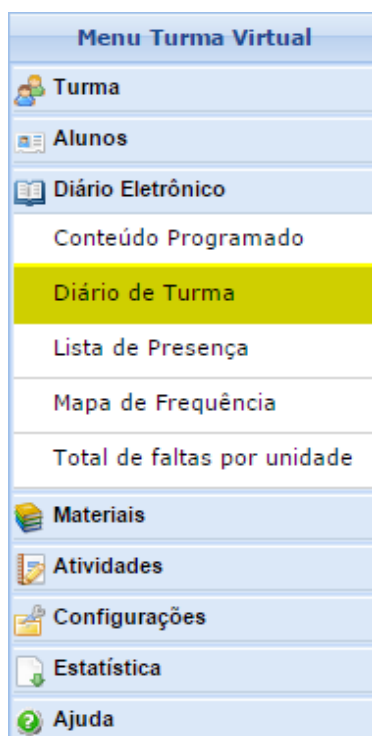 Menu Turma Virtual
Turma
Alunos
Diário Eletrônico
Conteúdo Programado
Diário de Turma
Lista de Presença
Mapa de Frequência
Total de faltas por unidade
Materiais
Atividades
Configurações
Estatística
Ajuda